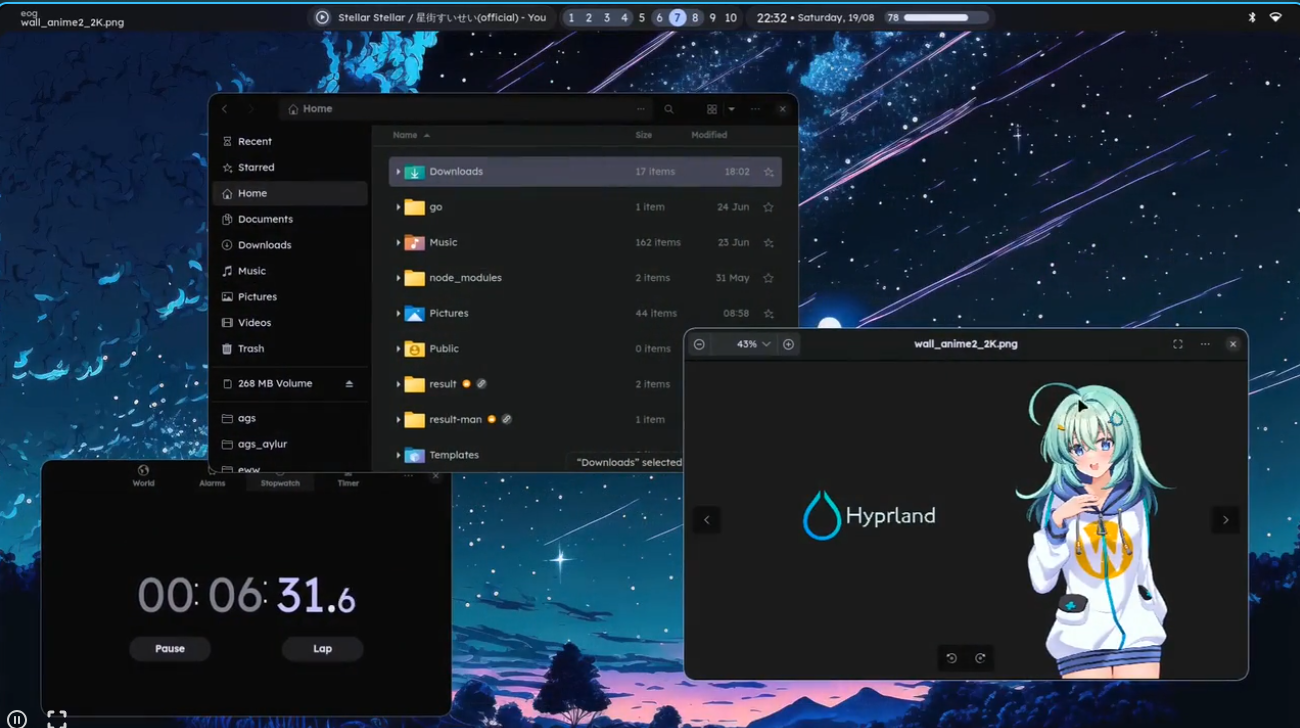 eog
wall_anime2_2K.png
Stellar Stellar / 星街すいせい(official) - You
1 2 3 4 5 6 7 8 9 10
22:32 • Saturday, 19/08
78
Home
Name Size Modified
Recent
Starred
Home
Documents
Downloads
Music
Pictures
Videos
Trash
268 MB Volume
ags
ags_aylur
eww
Downloads 17 items 18:02
go 1 item 24 Jun
Music 162 items 23 Jun
node_modules 2 items 31 May
Pictures 44 items 08:58
Public 0 items
result 2 items
result-man 1 item
Templates
"Downloads" selected
43%
wall_anime2_2K.png
Hyprland
World Alarms Stopwatch Timer
00:06:31.6
Pause Lap